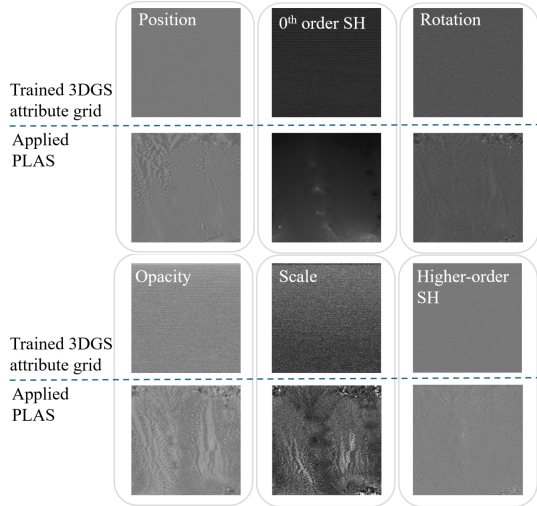 Position
0th order SH
Rotation
Trained 3DGS
attribute grid
Applied
PLAS
Opacity
Scale
Higher-order
SH
Trained 3DGS
attribute grid
Applied
PLAS